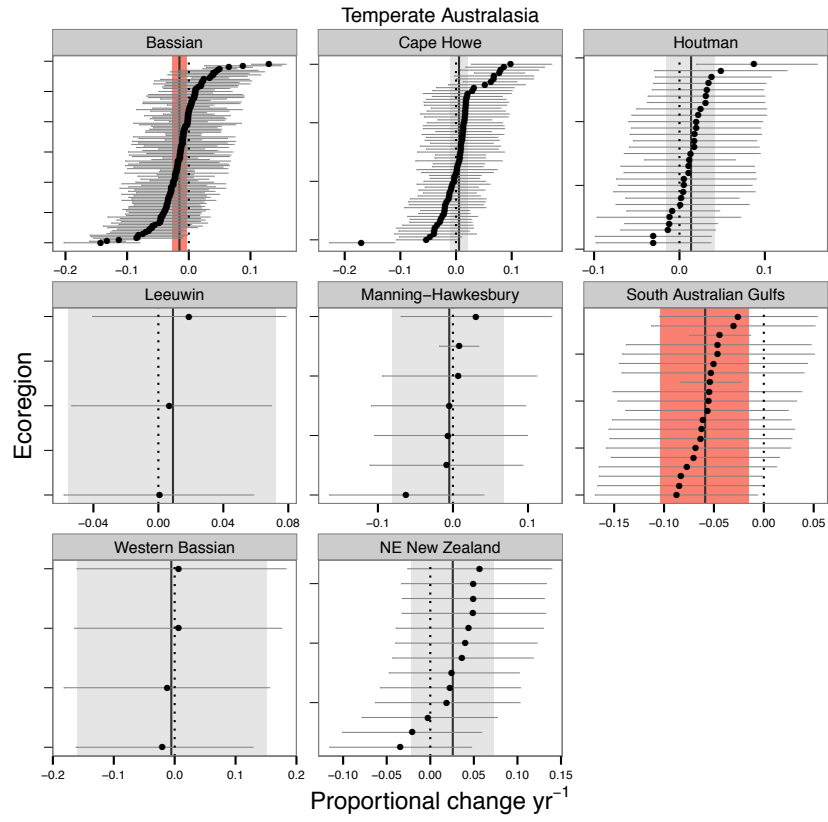 Temperate Australasia
Bassian
Cape Howe
Houtman
−0.2 −0.1 0.0 0.1
−0.2 −0.1 0.0 0.1
−0.1 0.0 0.1
Leeuwin
Manning−Hawkesbury
South Australian Gulfs
−0.04 0.00 0.04 0.08
−0.1 0.0 0.1
−0.15 −0.05 0.00 0.05
Western Bassian
NE New Zealand
−0.2 −0.1 0.0 0.1 0.2
−0.10 −0.05 0.00 0.05 0.10 0.15
Ecoregion
Proportional change yr⁻¹